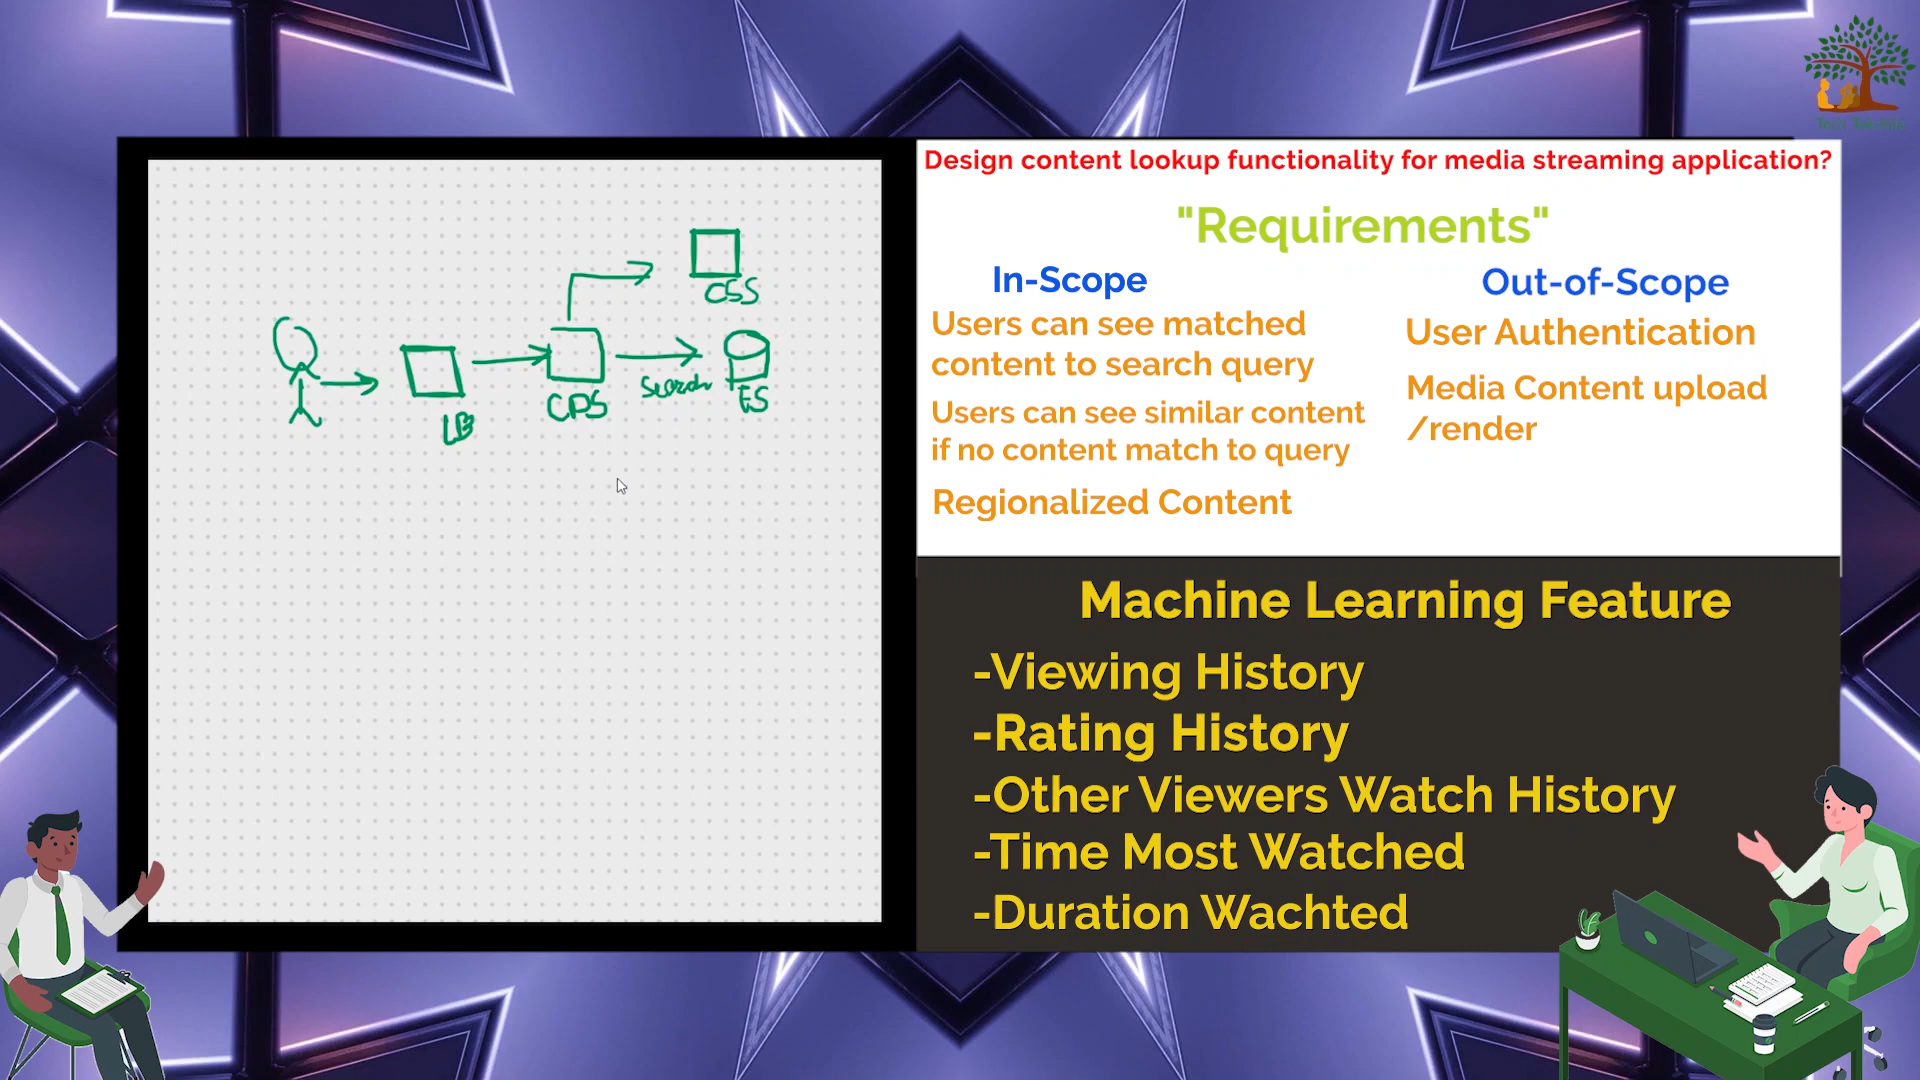 Design content lookup functionality for media streaming application?
"Requirements"
In-Scope
Users can see matched
content to search query
Users can see similar content
if no content match to query
Regionalized Content
Out-of-Scope
User Authentication
Media Content upload
/render
Machine Learning Feature
-Viewing History
-Rating History
-Other Viewers Watch History
-Time Most Watched
-Duration Wachted
CSS
LB
CPS
Search
ES